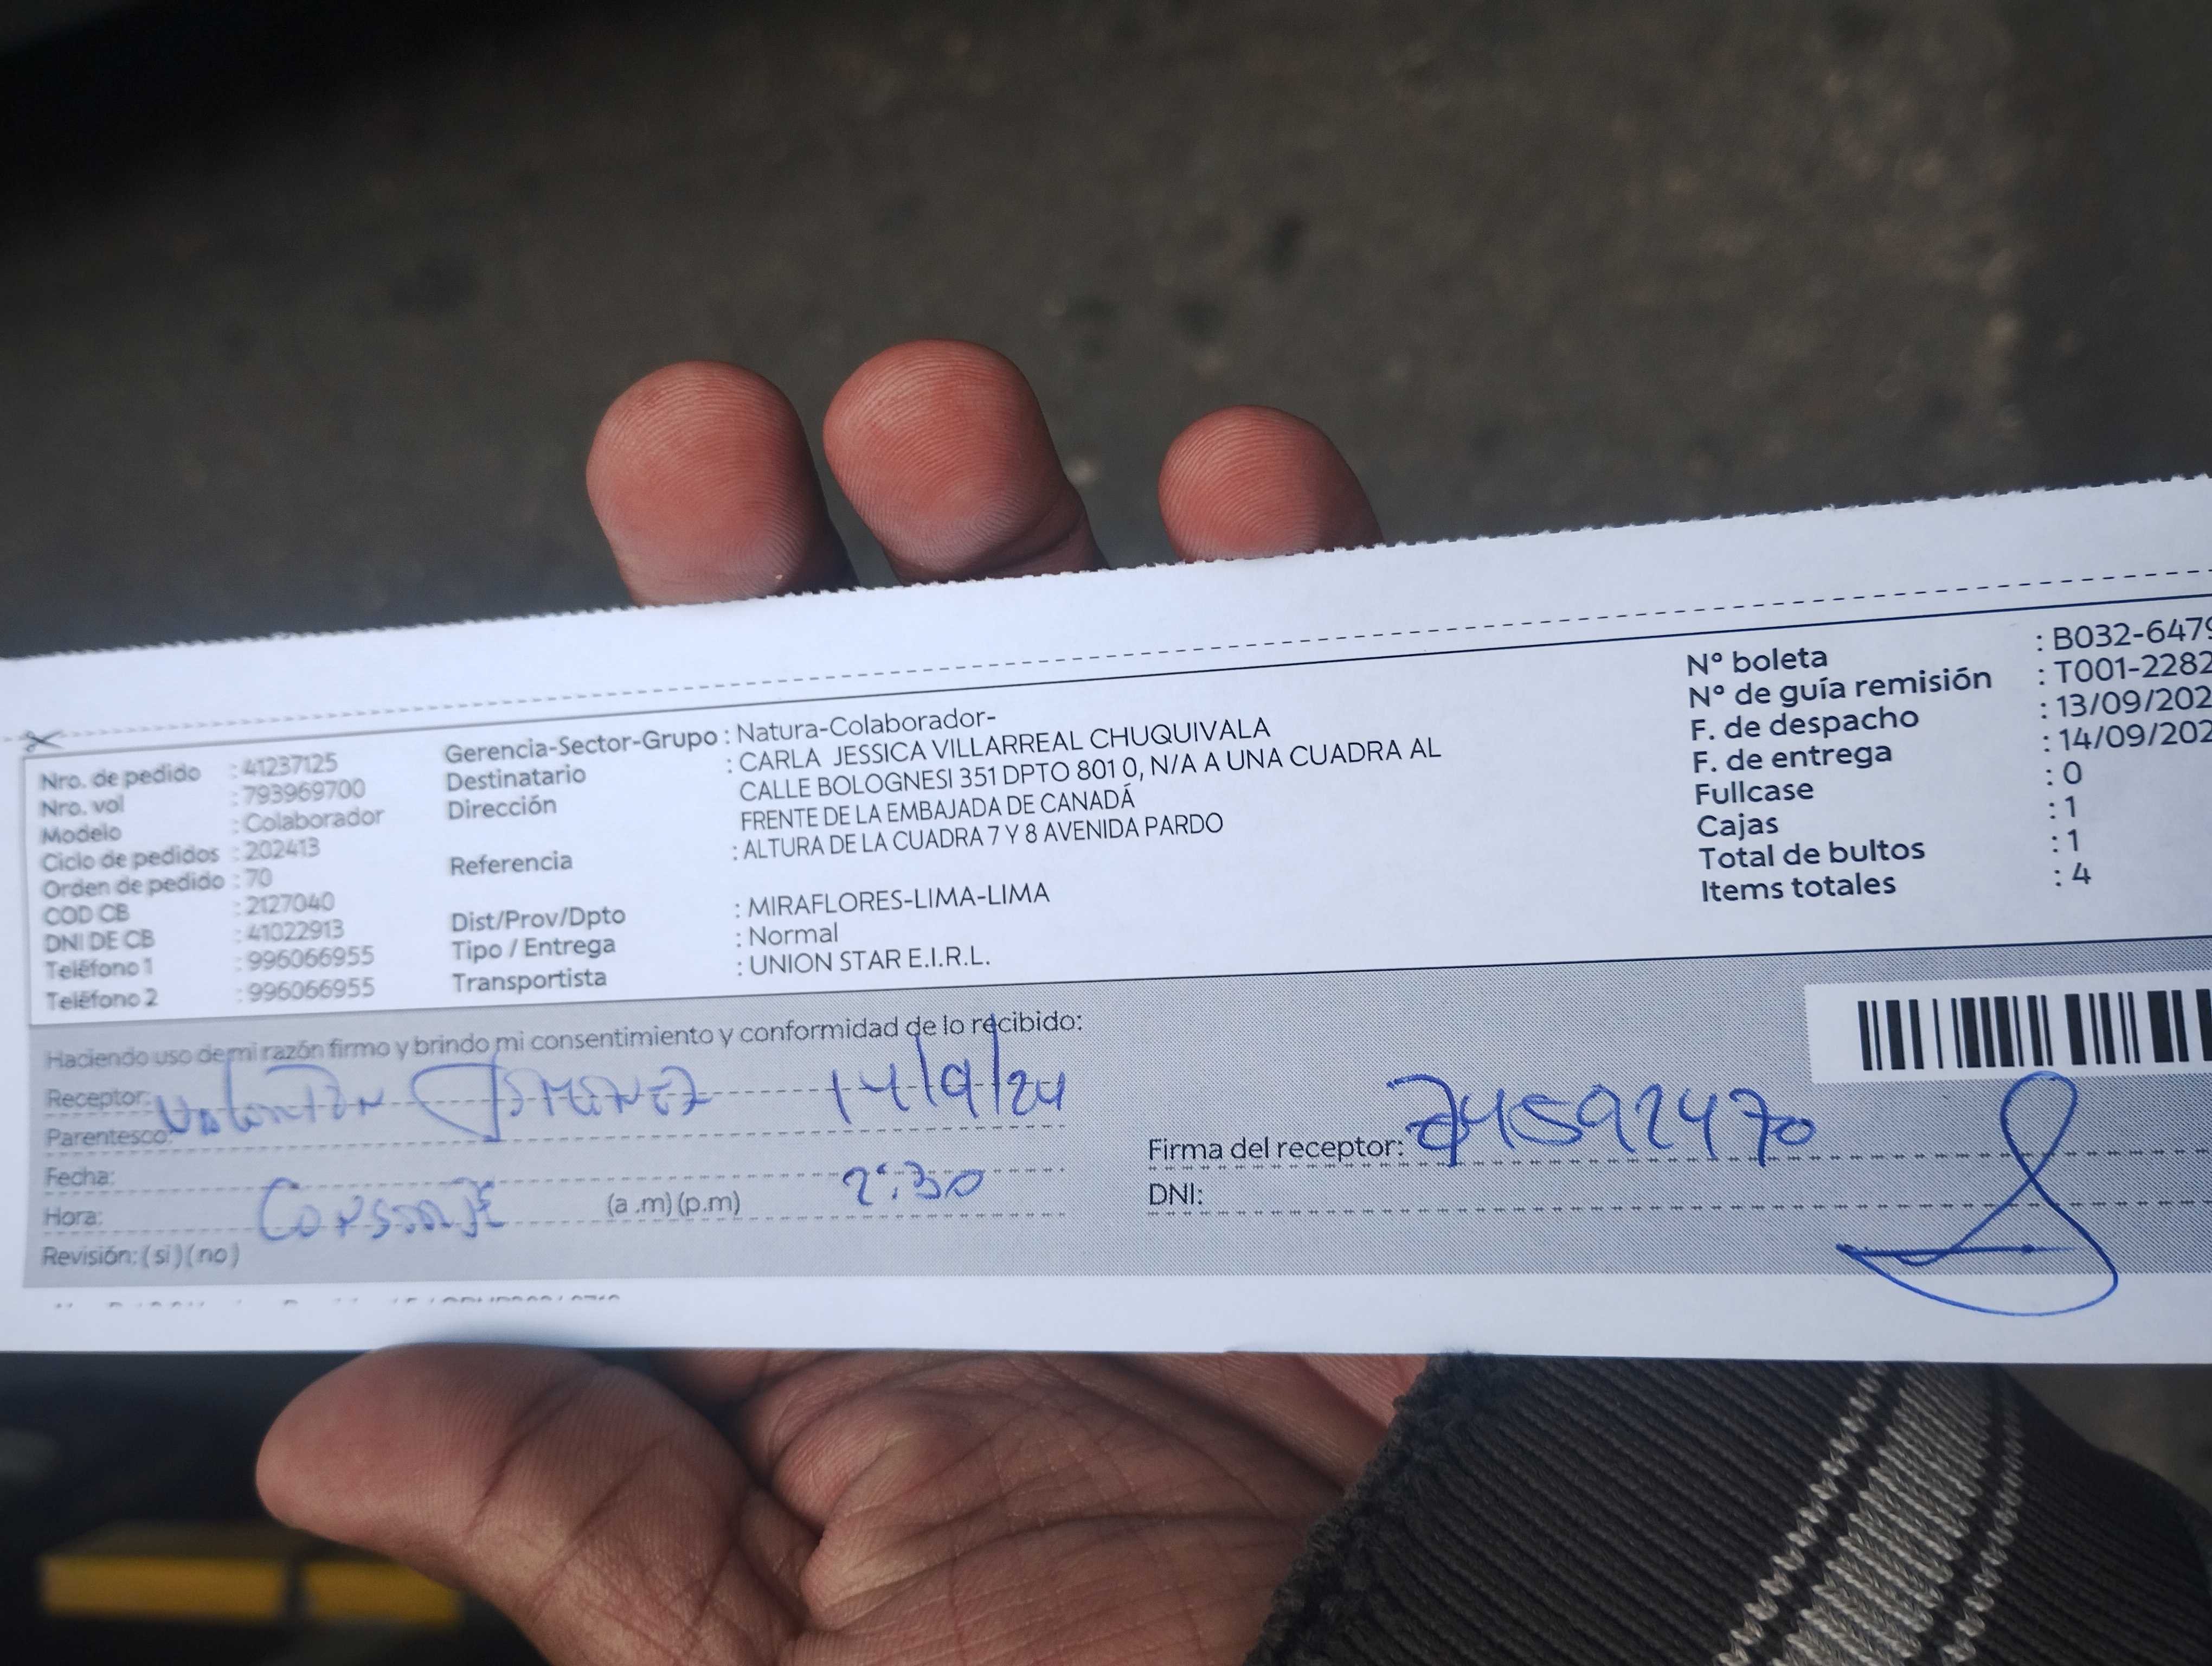 Nro. de pedido : 41237125
Nro. vol : 793969700
Modelo : Colaborador
Ciclo de pedidos : 202413
Orden de pedido : 70
COD CB : 2127040
DNI DE CB : 41022913
Teléfono 1 : 996066955
Teléfono 2 : 996066955
Gerencia-Sector-Grupo : Natura-Colaborador-
Destinatario : CARLA JESSICA VILLARREAL CHUQUIVALA
Dirección CALLE BOLOGNESI 351 DPTO 801 0, N/A A UNA CUADRA AL
FRENTE DE LA EMBAJADA DE CANADÁ
Referencia : ALTURA DE LA CUADRA 7 Y 8 AVENIDA PARDO
Dist/Prov/Dpto : MIRAFLORES-LIMA-LIMA
Tipo / Entrega : Normal
Transportista : UNION STAR E.I.R.L.
Nº boleta : B032-6479
Nº de guía remisión : T001-2282
F. de despacho : 13/09/202
F. de entrega : 14/09/202
Fullcase : 0
Cajas : 1
Total de bultos : 1
Items totales : 4
Haciendo uso de mi razón firmo y brindo mi consentimiento y conformidad de lo recibido:
Receptor: 14/9/24
Parentesco:
Fecha:
Hora: (a .m) (p.m) 2:30
Revisión: ( si ) ( no )
Firma del receptor: 74592470
DNI: